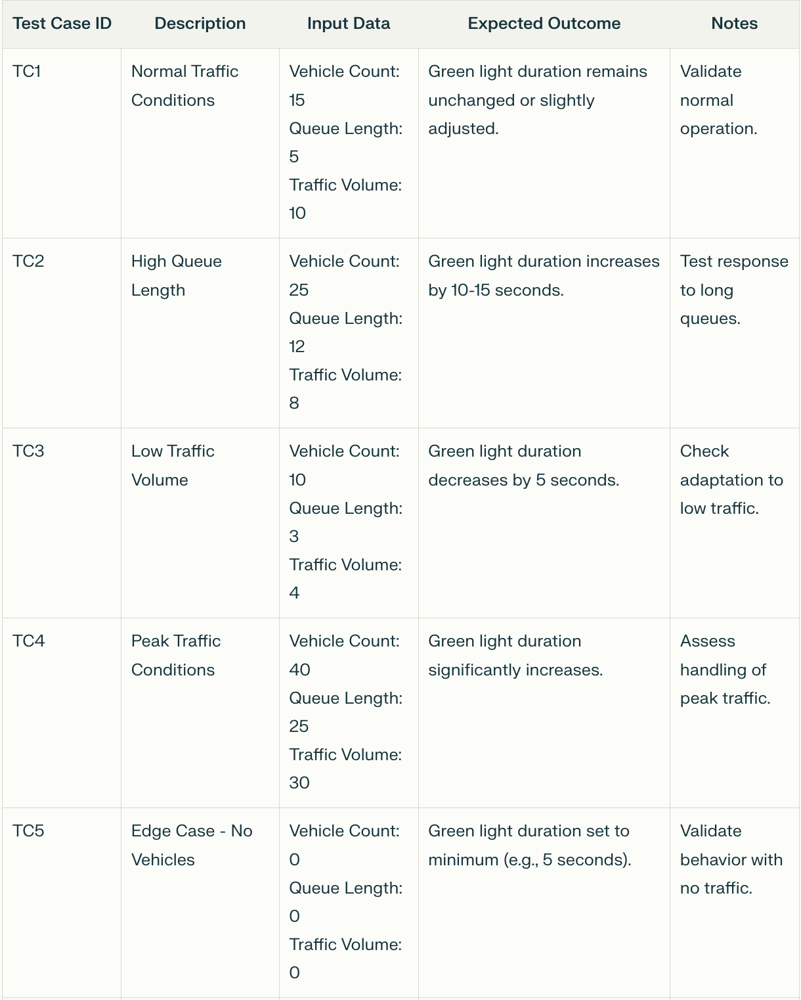 Test Case ID Description Input Data Expected Outcome Notes
TC1
Normal Traffic
Conditions
Vehicle Count:
15
Queue Length:
5
Traffic Volume:
10
Green light duration remains
unchanged or slightly
adjusted.
Validate
normal
operation.
TC2
High Queue
Length
Vehicle Count:
25
Queue Length:
12
Traffic Volume:
8
Green light duration increases
by 10-15 seconds.
Test response
to long
queues.
TC3
Low Traffic
Volume
Vehicle Count:
10
Queue Length:
3
Traffic Volume:
4
Green light duration
decreases by 5 seconds.
Check
adaptation to
low traffic.
TC4
Peak Traffic
Conditions
Vehicle Count:
40
Queue Length:
25
Traffic Volume:
30
Green light duration
significantly increases.
Assess
handling of
peak traffic.
TC5
Edge Case - No
Vehicles
Vehicle Count:
0
Queue Length:
0
Traffic Volume:
0
Green light duration set to
minimum (e.g., 5 seconds).
Validate
behavior with
no traffic.